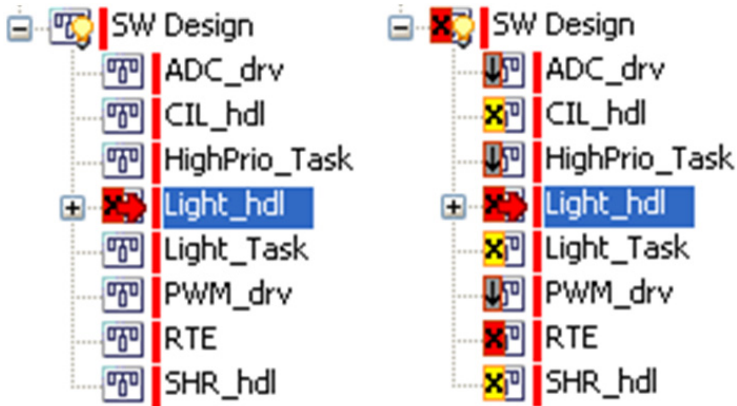 SW Design
ADC_drv
CIL_hdl
HighPrio_Task
Light_hdl
Light_Task
PWM_drv
RTE
SHR_hdl
SW Design
ADC_drv
CIL_hdl
HighPrio_Task
Light_hdl
Light_Task
PWM_drv
RTE
SHR_hdl